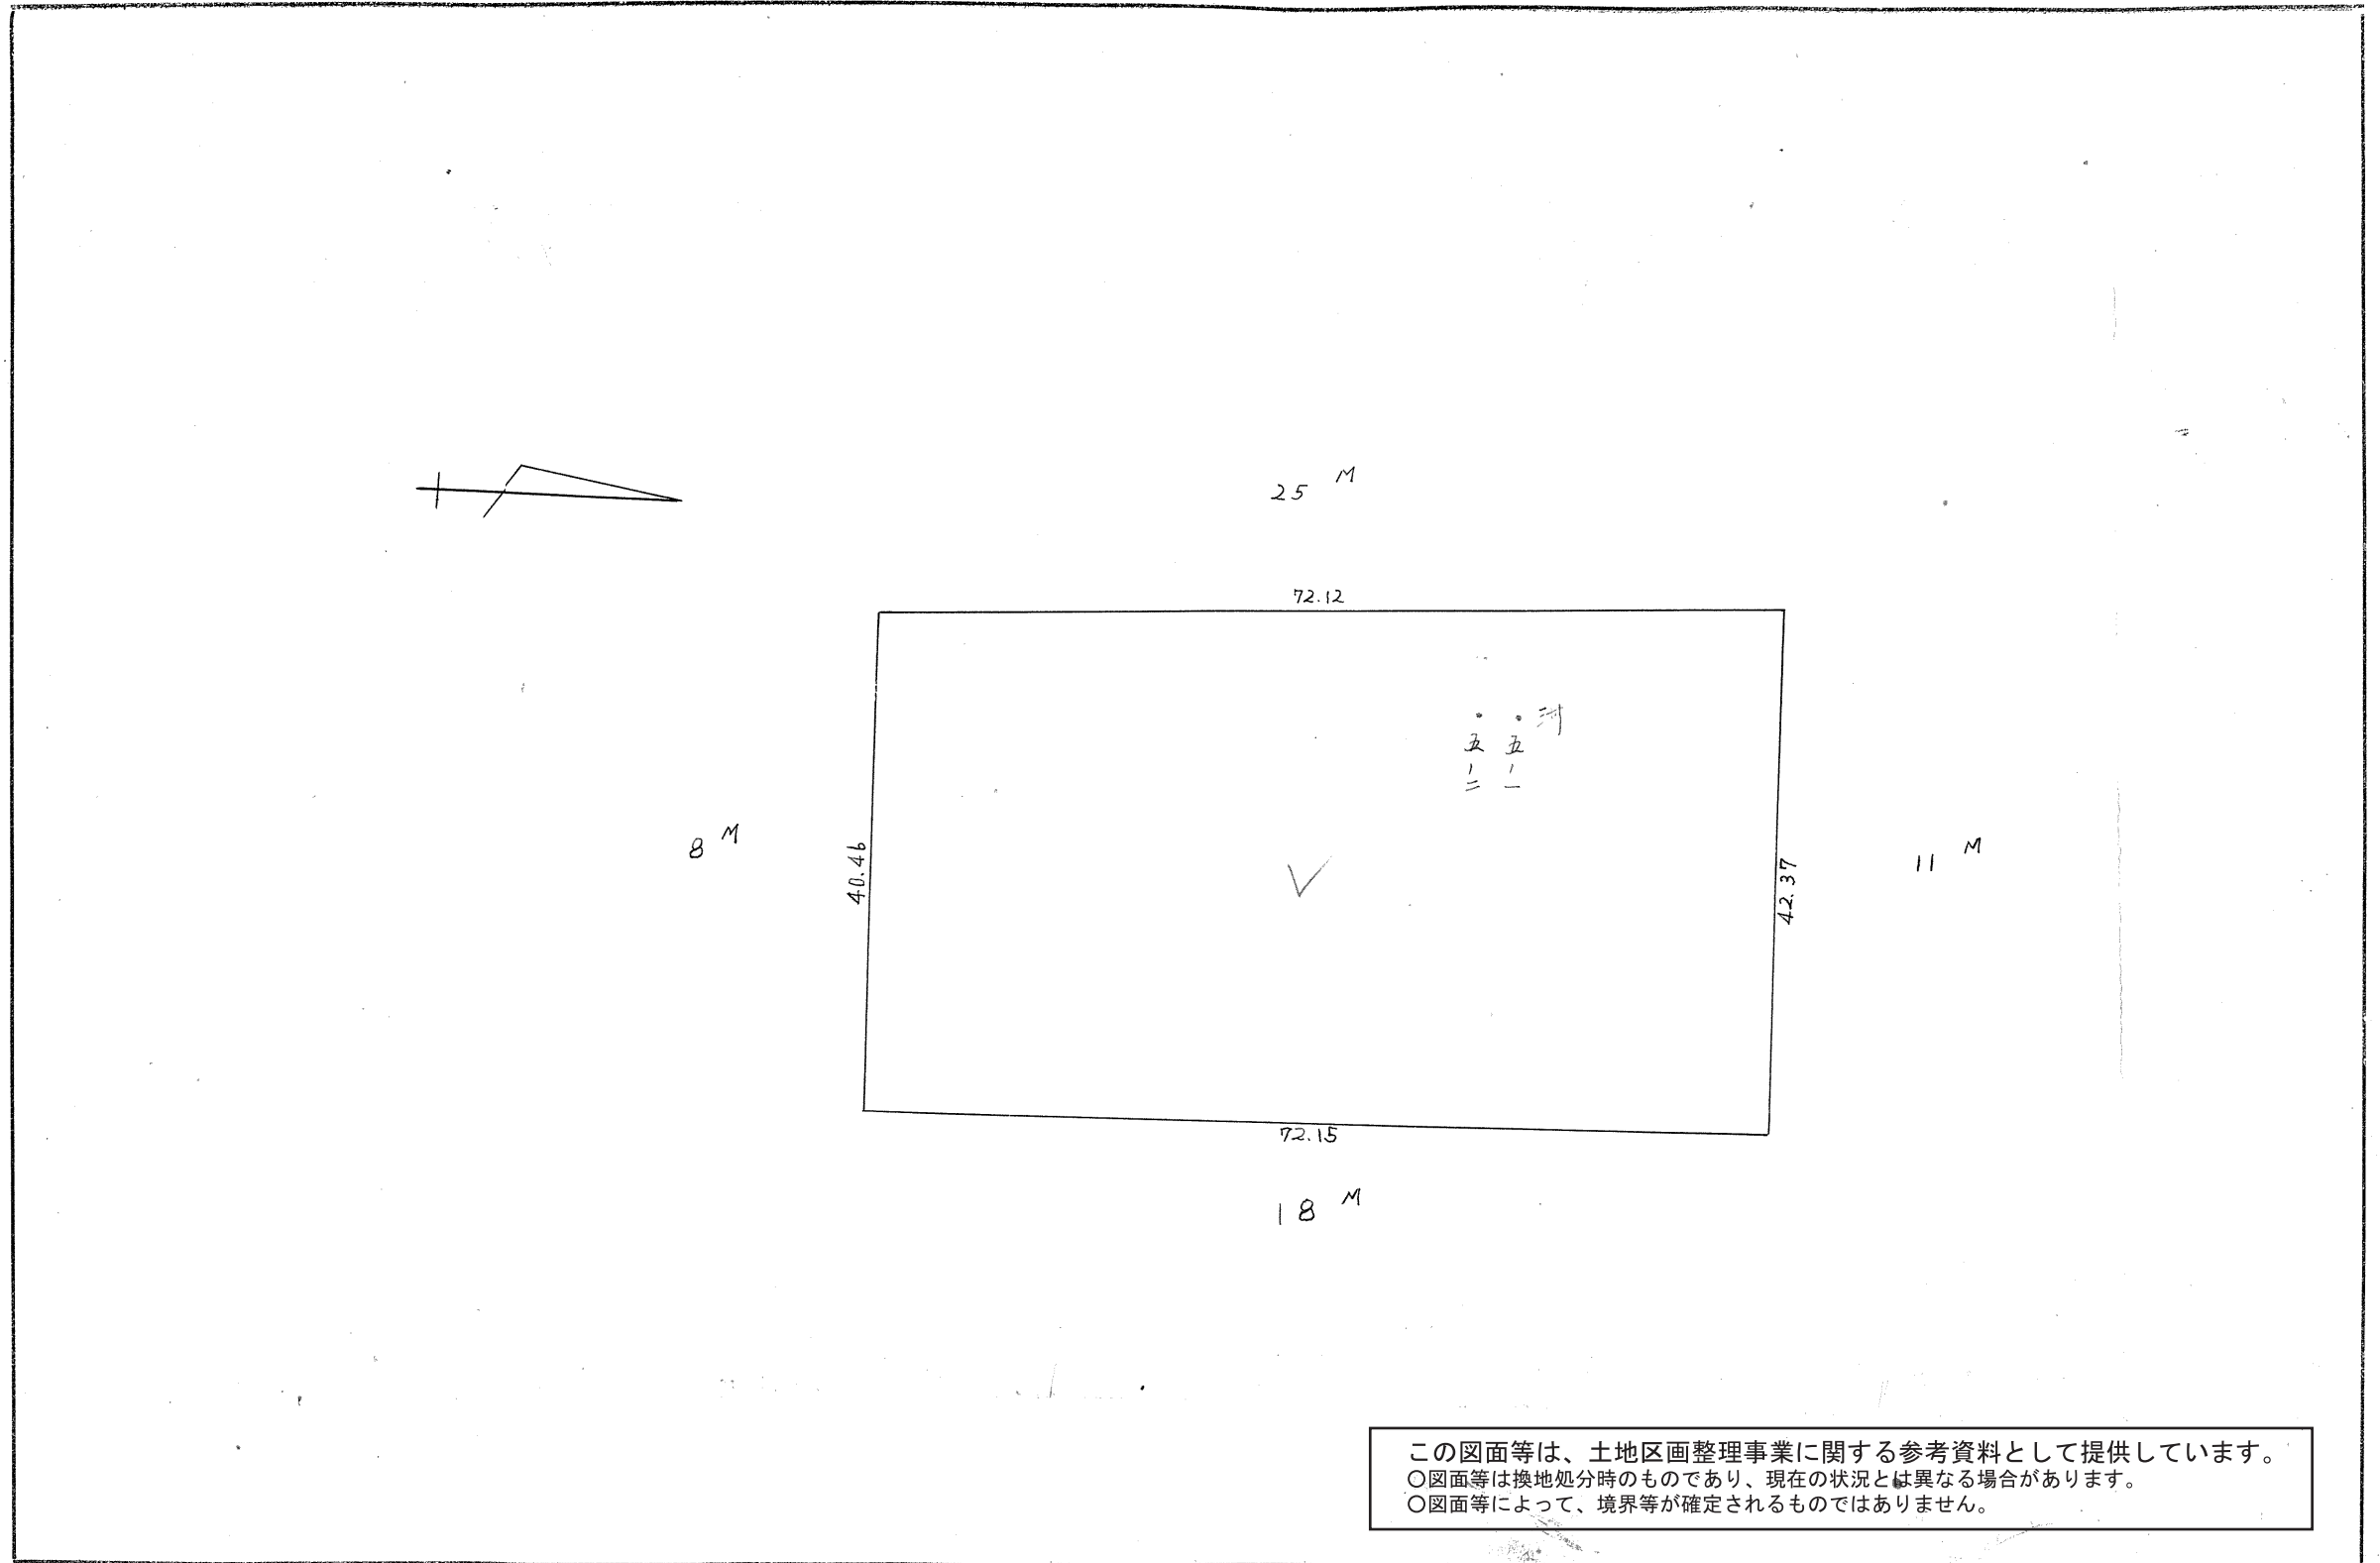 25 M
72.12
・五ノ一
・五ノ二
8 M
40.46
42.37
11 M
72.15
18 M
この図面等は、土地区画整理事業に関する参考資料として提供しています。
○図面等は換地処分時のものであり、現在の状況とは異なる場合があります。
○図面等によって、境界等が確定されるものではありません。